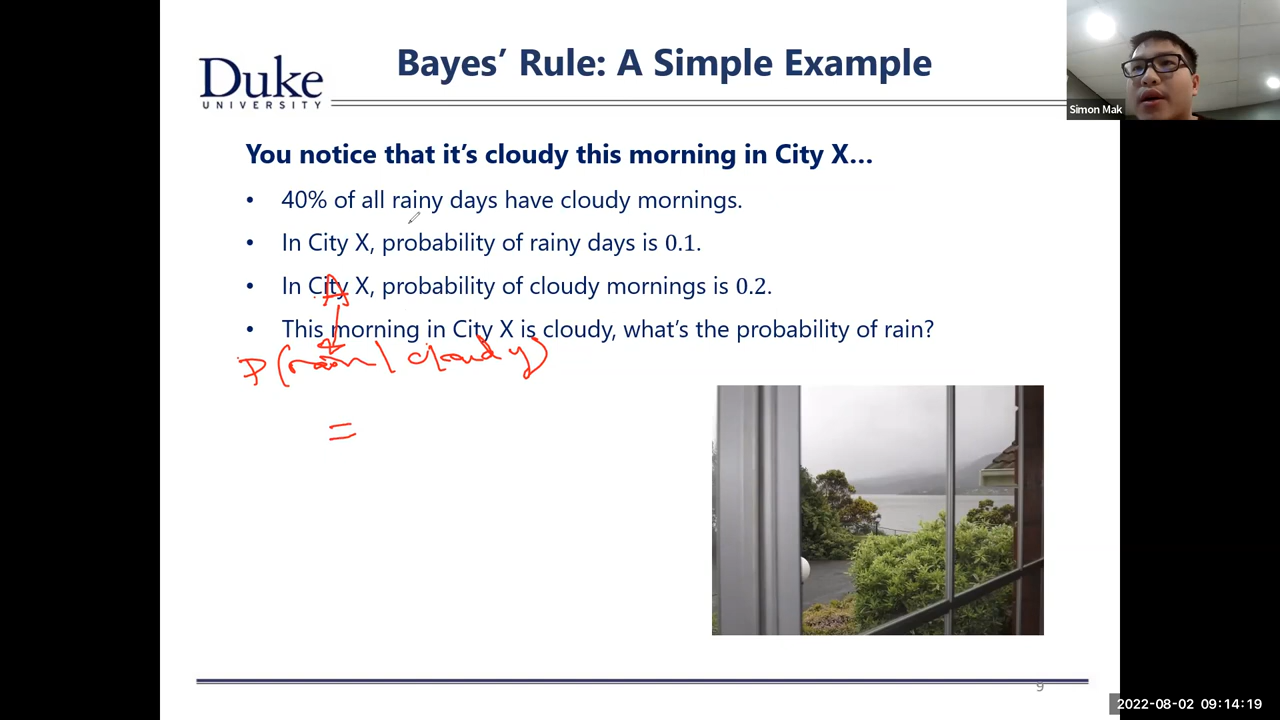 Bayes’ Rule: A Simple Example
Duke
UNIVERSITY
Simon Mak
You notice that it’s cloudy this morning in City X…
• 40% of all rainy days have cloudy mornings.
• In City X, probability of rainy days is 0.1.
• In City X, probability of cloudy mornings is 0.2.
A
• This morning in City X is cloudy, what’s the probability of rain?
P(rain | cloudy)
=
9
2022-08-02 09:14:19